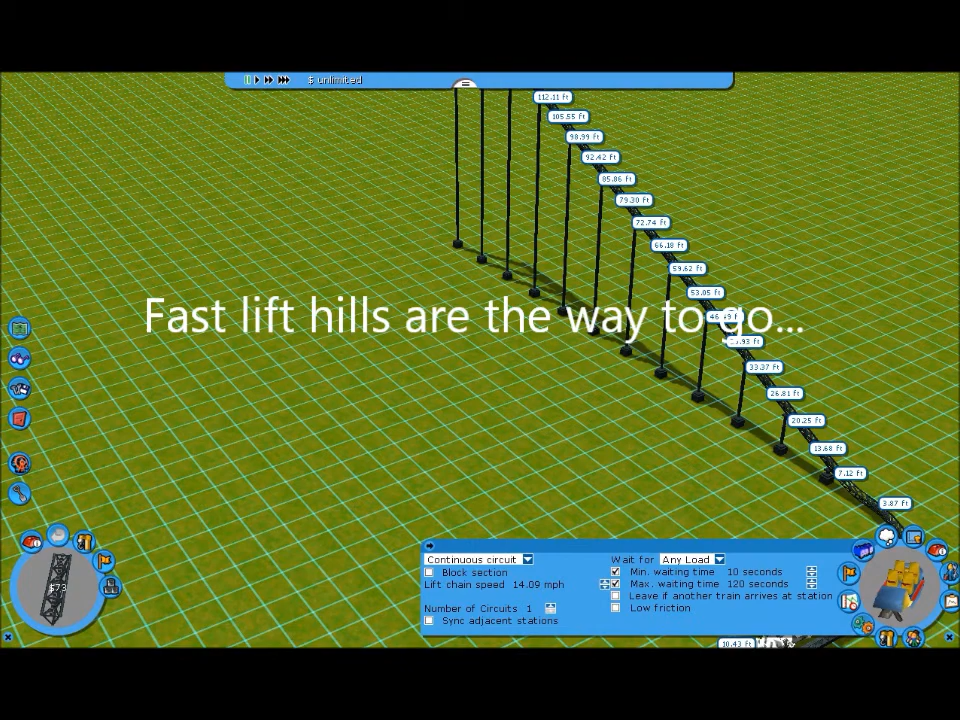 $ unlimited
112.11 ft
105.55 ft
98.99 ft
92.42 ft
85.86 ft
79.30 ft
72.74 ft
66.18 ft
59.62 ft
53.05 ft
Fast lift hills are the way to go...
33.37 ft
26.81 ft
20.25 ft
13.68 ft
7.12 ft
3.87 ft
Continuous circuit
Wait for Any Load
Block section
Min. waiting time 10 seconds
Lift chain speed 14.09 mph
Max. waiting time 120 seconds
Leave if another train arrives at station
Number of Circuits 1
Low friction
Sync adjacent stations
$73
10.43 ft